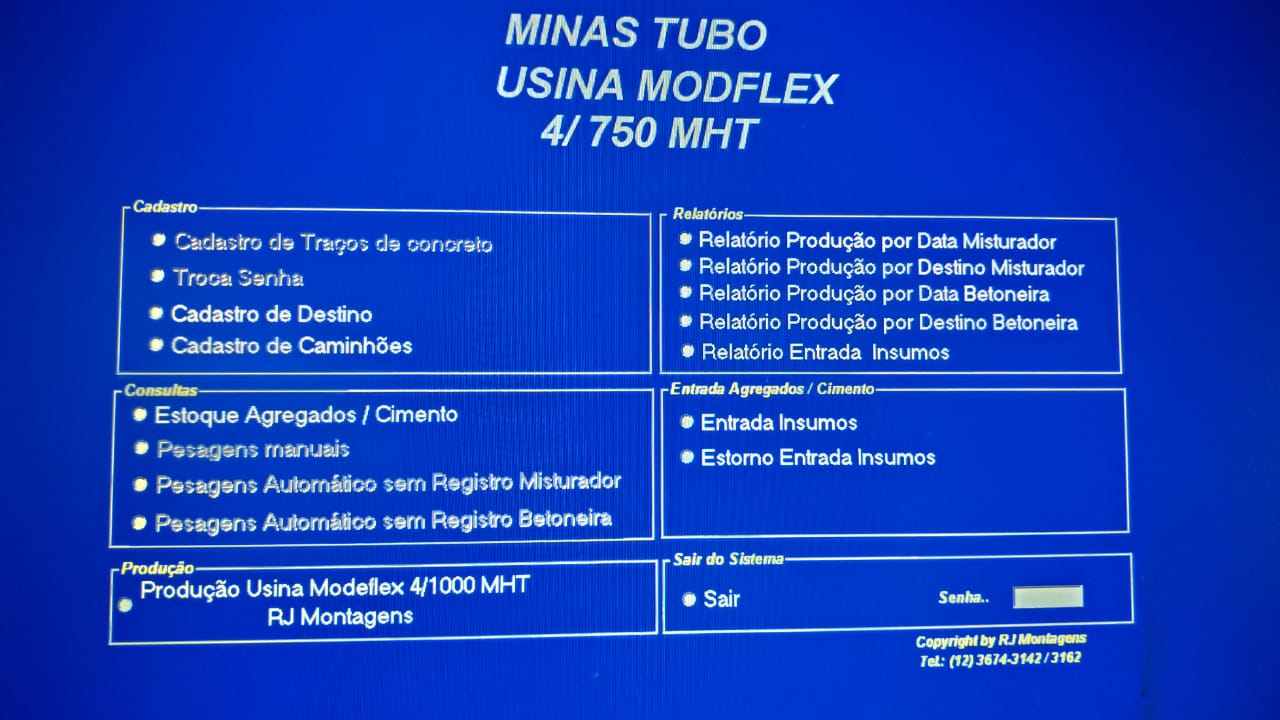 MINAS TUBO
USINA MODFLEX
4/ 750 MHT
Cadastro
Cadastro de Traços de concreto
Troca Senha
Cadastro de Destino
Cadastro de Caminhões
Relatórios
Relatório Produção por Data Misturador
Relatório Produção por Destino Misturador
Relatório Produção por Data Betoneira
Relatório Produção por Destino Betoneira
Relatório Entrada Insumos
Consultas
Estoque Agregados / Cimento
Pesagens manuais
Pesagens Automático sem Registro Misturador
Pesagens Automático sem Registro Betoneira
Entrada Agregados / Cimento
Entrada Insumos
Estorno Entrada Insumos
Produção
Produção Usina Modeflex 4/1000 MHT
RJ Montagens
Sair do Sistema
Sair
Senha..
Copyright by RJ Montagens
Tel.: (12) 3674-3142 / 3162